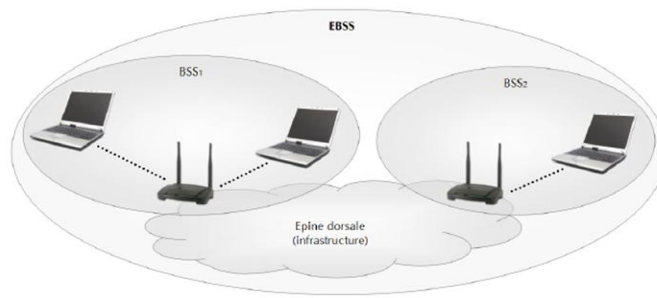 EBSS
BSS₁
BSS₂
Epine dorsale
(infrastructure)